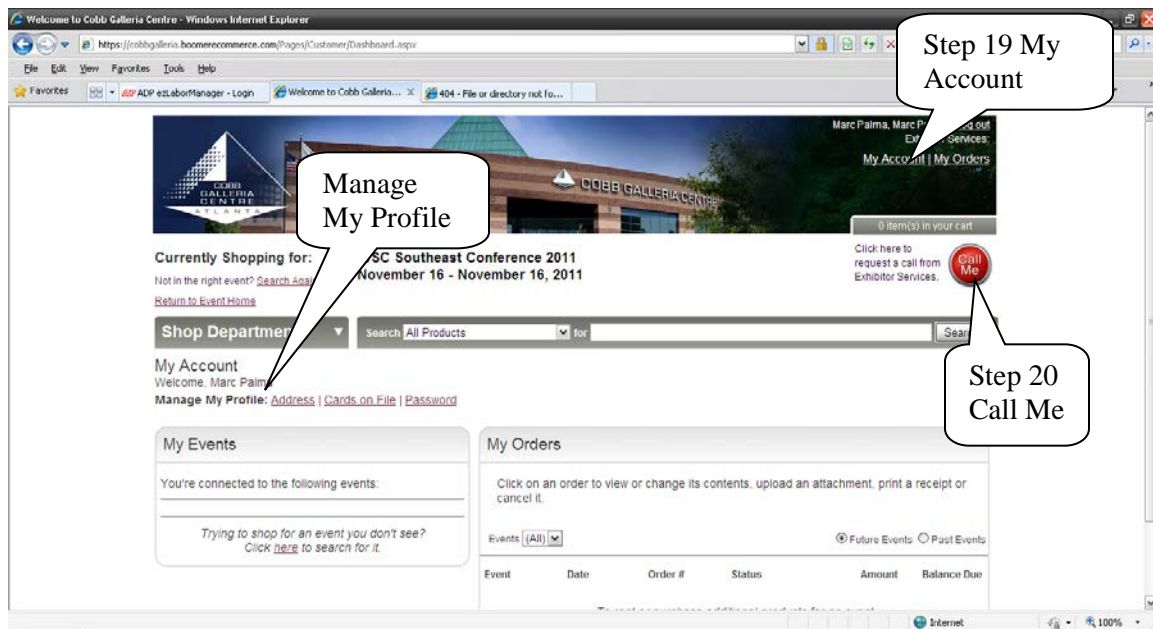 Welcome to Cobb Galleria Centre - Windows Internet Explorer
https://cobbgalleria.boomerecommerce.com/Pages/Customer/Dashboard.aspx
File Edit View Favorites Tools Help
Favorites
ADP ezLaborManager - Login
Welcome to Cobb Galleria...
404 - File or directory not fo...
Step 19 My
Account
Marc Palma, Marc out
Services:
My Account | My Orders
COBB
GALLERIA
CENTRE
ATLANTA
COBB GALLERIA CENTRE
Manage
My Profile
0 item(s) in your cart
Currently Shopping for:
SC Southeast Conference 2011
November 16 - November 16, 2011
Not in the right event? Search Again
Return to Event Home
Click here to
request a call from
Exhibitor Services.
Call
Me
Shop Departmen
Search All Products for
Search
Step 20
Call Me
My Account
Welcome, Marc Palma
Manage My Profile: Address | Cards on File | Password
My Events
You're connected to the following events:
Trying to shop for an event you don't see?
Click here to search for it.
My Orders
Click on an order to view or change its contents, upload an attachment, print a receipt or
cancel it.
Events (All) Future Events Past Events
Event Date Order # Status Amount Balance Due
Internet 100%